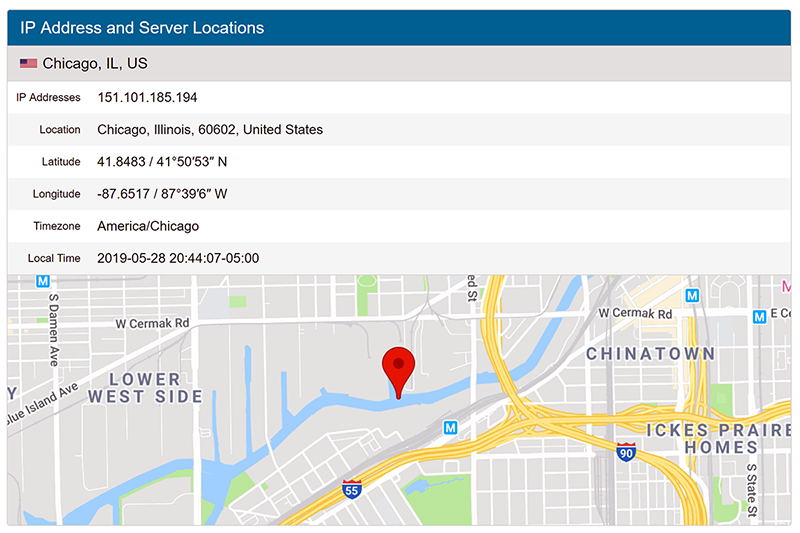 IP Address and Server Locations
Chicago, IL, US
IP Addresses 151.101.185.194
Location Chicago, Illinois, 60602, United States
Latitude 41.8483 / 41°50′53″ N
Longitude -87.6517 / 87°39′6″ W
Timezone America/Chicago
Local Time 2019-05-28 20:44:07-05:00
M
S Damen Ave
W Cermak Rd
ed St
W Cermak Rd
M
M
M
E Ce
CHINATOWN
LOWER
WEST SIDE
Y
Blue Island Ave
M
ICKES PRAIRE
HOMES
90
55
S State St